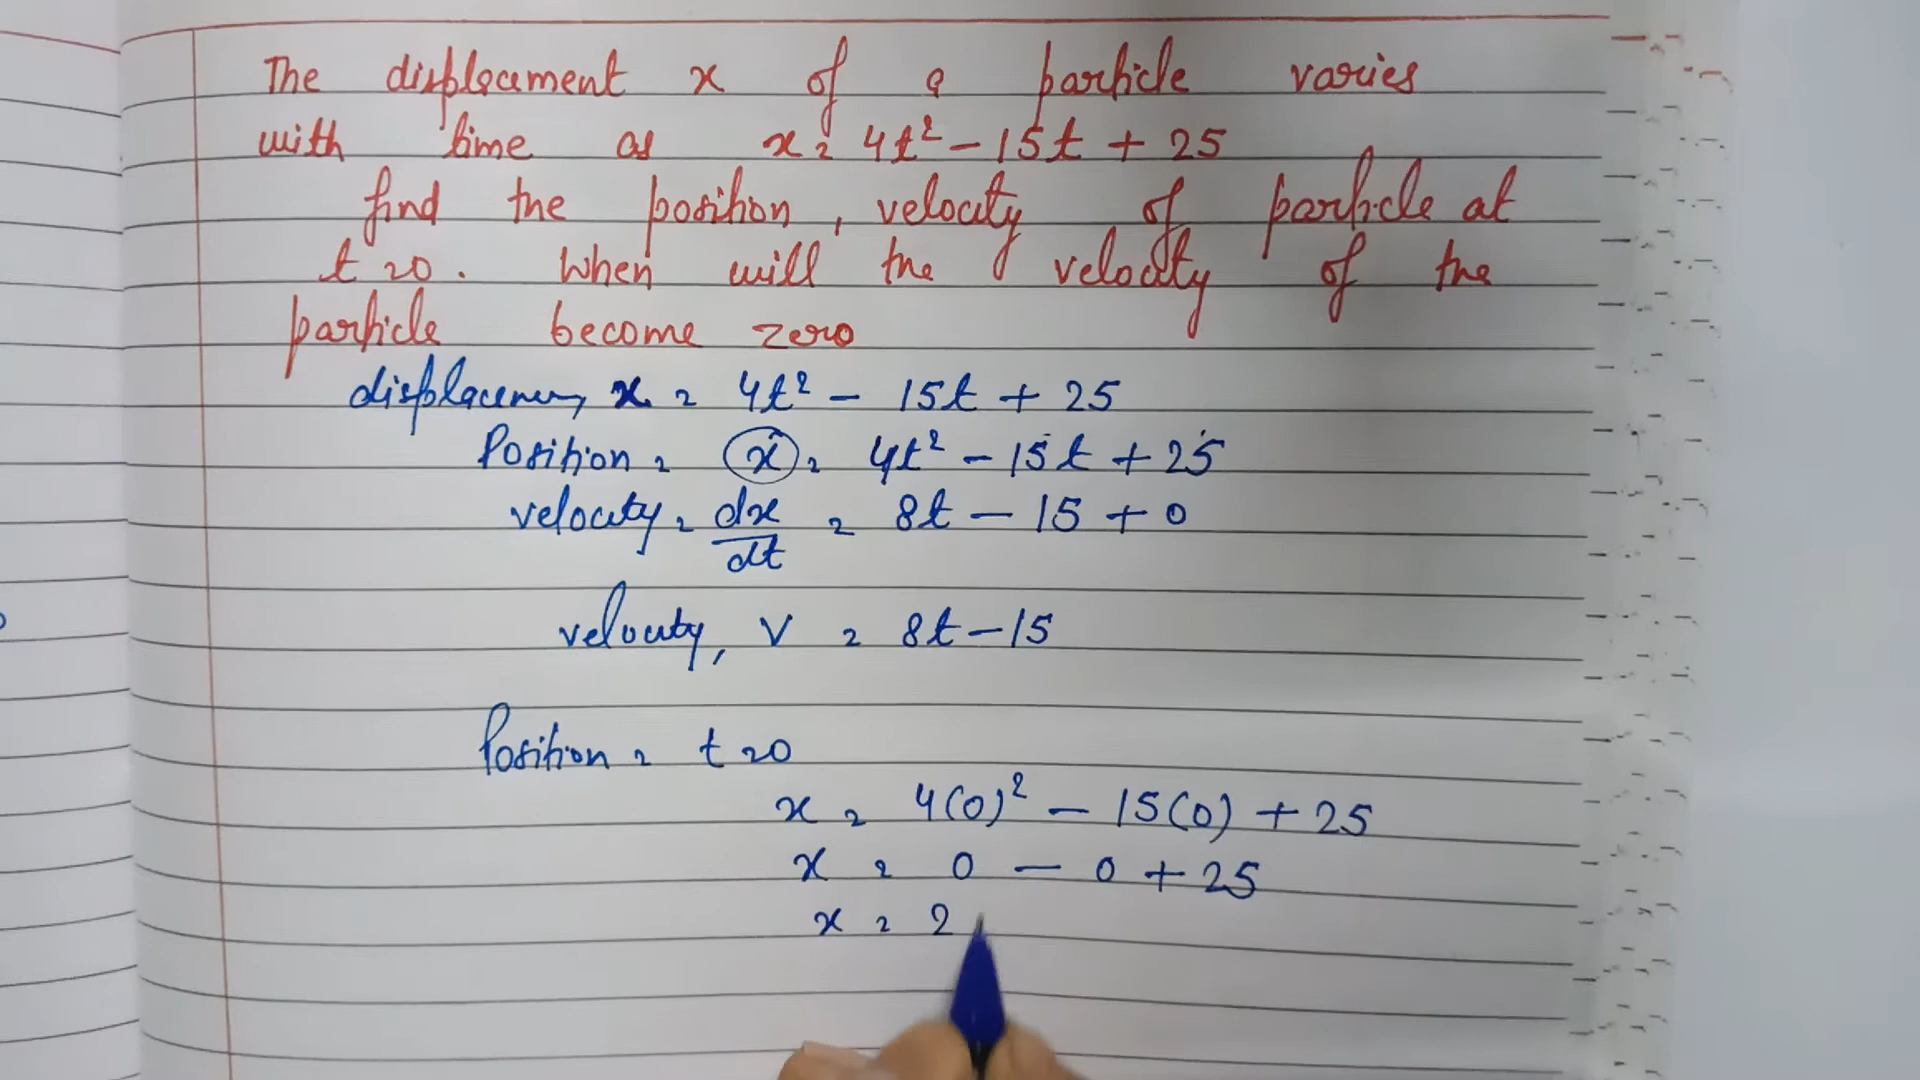 The displacement x of a particle varies
with time as x = 4t² - 15t + 25
find the position, velocity of particle at
t = 0. When will the velocity of the
particle become zero
displacemen, x = 4t² - 15t + 25
Position = x = 4t² - 15t + 25
velocity = dx/dt = 8t - 15 + 0
velocity, v = 8t - 15
Position = t = 0
x = 4(0)² - 15(0) + 25
x = 0 - 0 + 25
x = 2